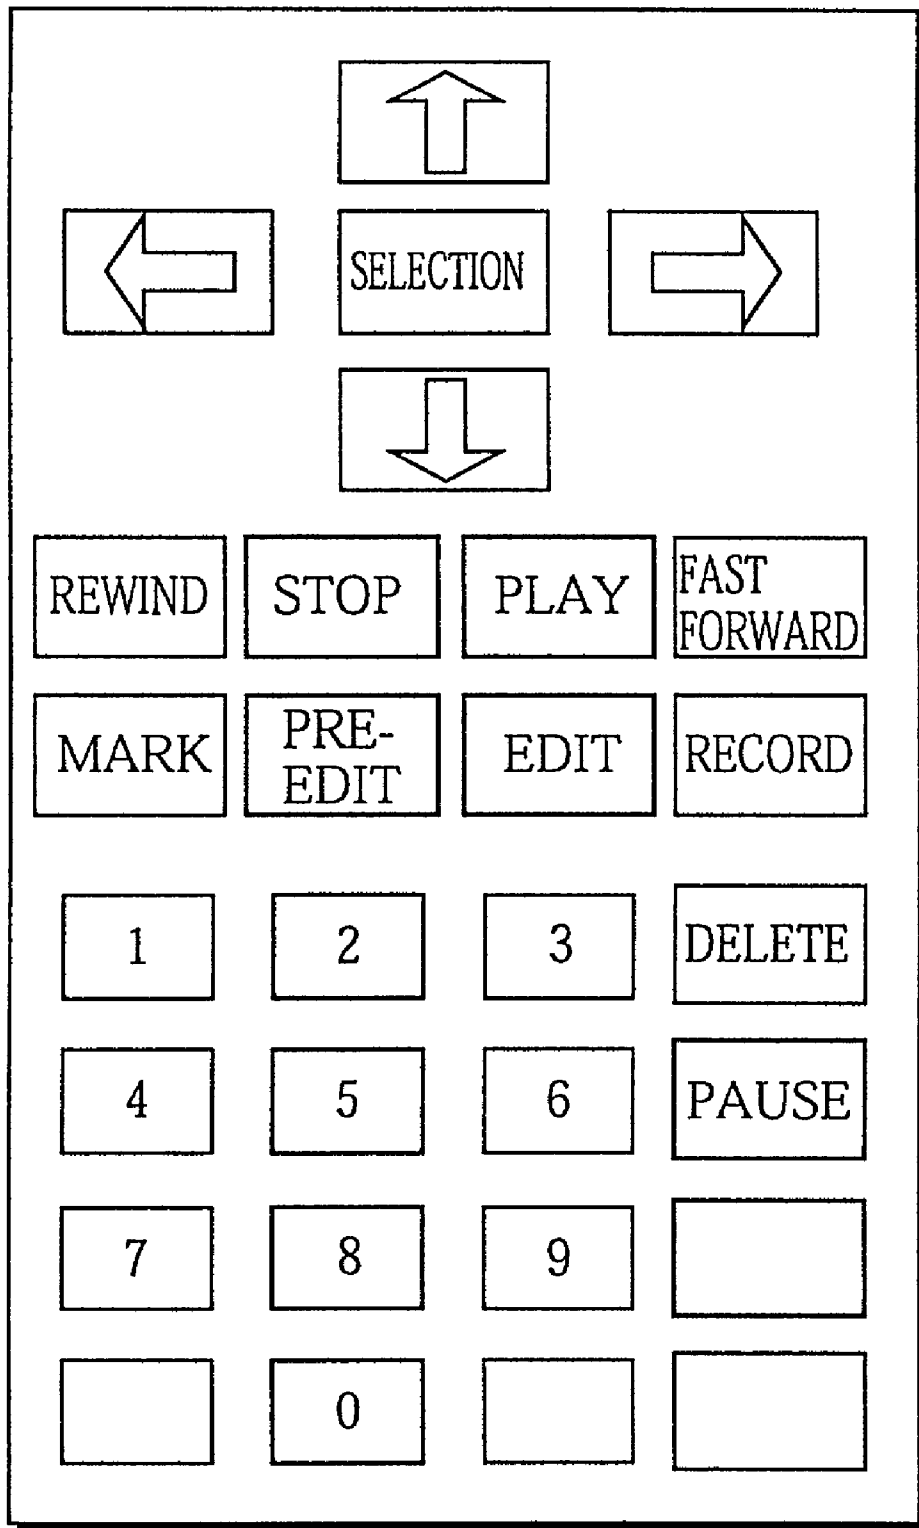 SELECTION
REWIND
STOP
PLAY
FAST
FORWARD
MARK
PRE-
EDIT
EDIT
RECORD
1
2
3
DELETE
4
5
6
PAUSE
7
8
9
0